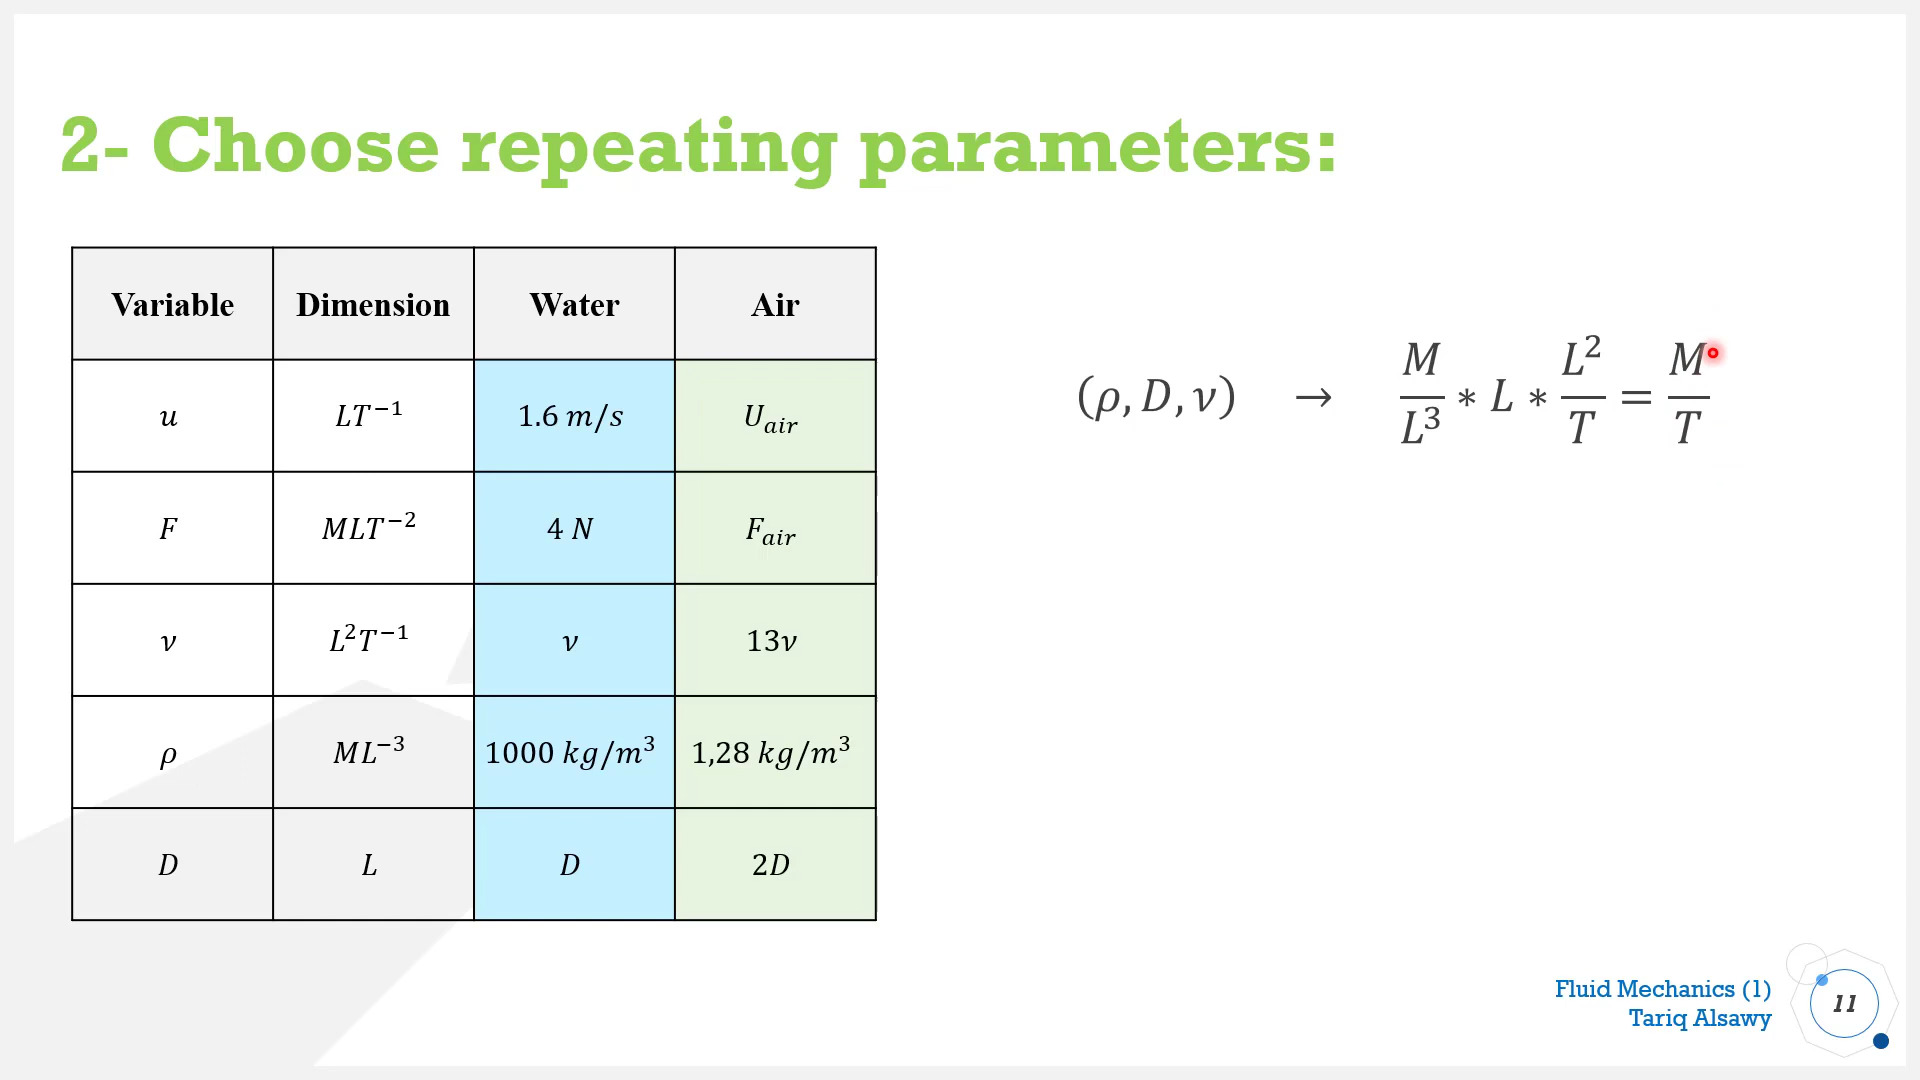 2- Choose repeating parameters:
Variable Dimension Water Air
u LT⁻¹ 1.6 m/s U_air
F MLT⁻² 4 N F_air
ν L²T⁻¹ ν 13ν
ρ ML⁻³ 1000 kg/m³ 1,28 kg/m³
D L D 2D
(ρ, D, ν) → M/L³ * L * L²/T = M/T
Fluid Mechanics (1)
Tariq Alsawy
11